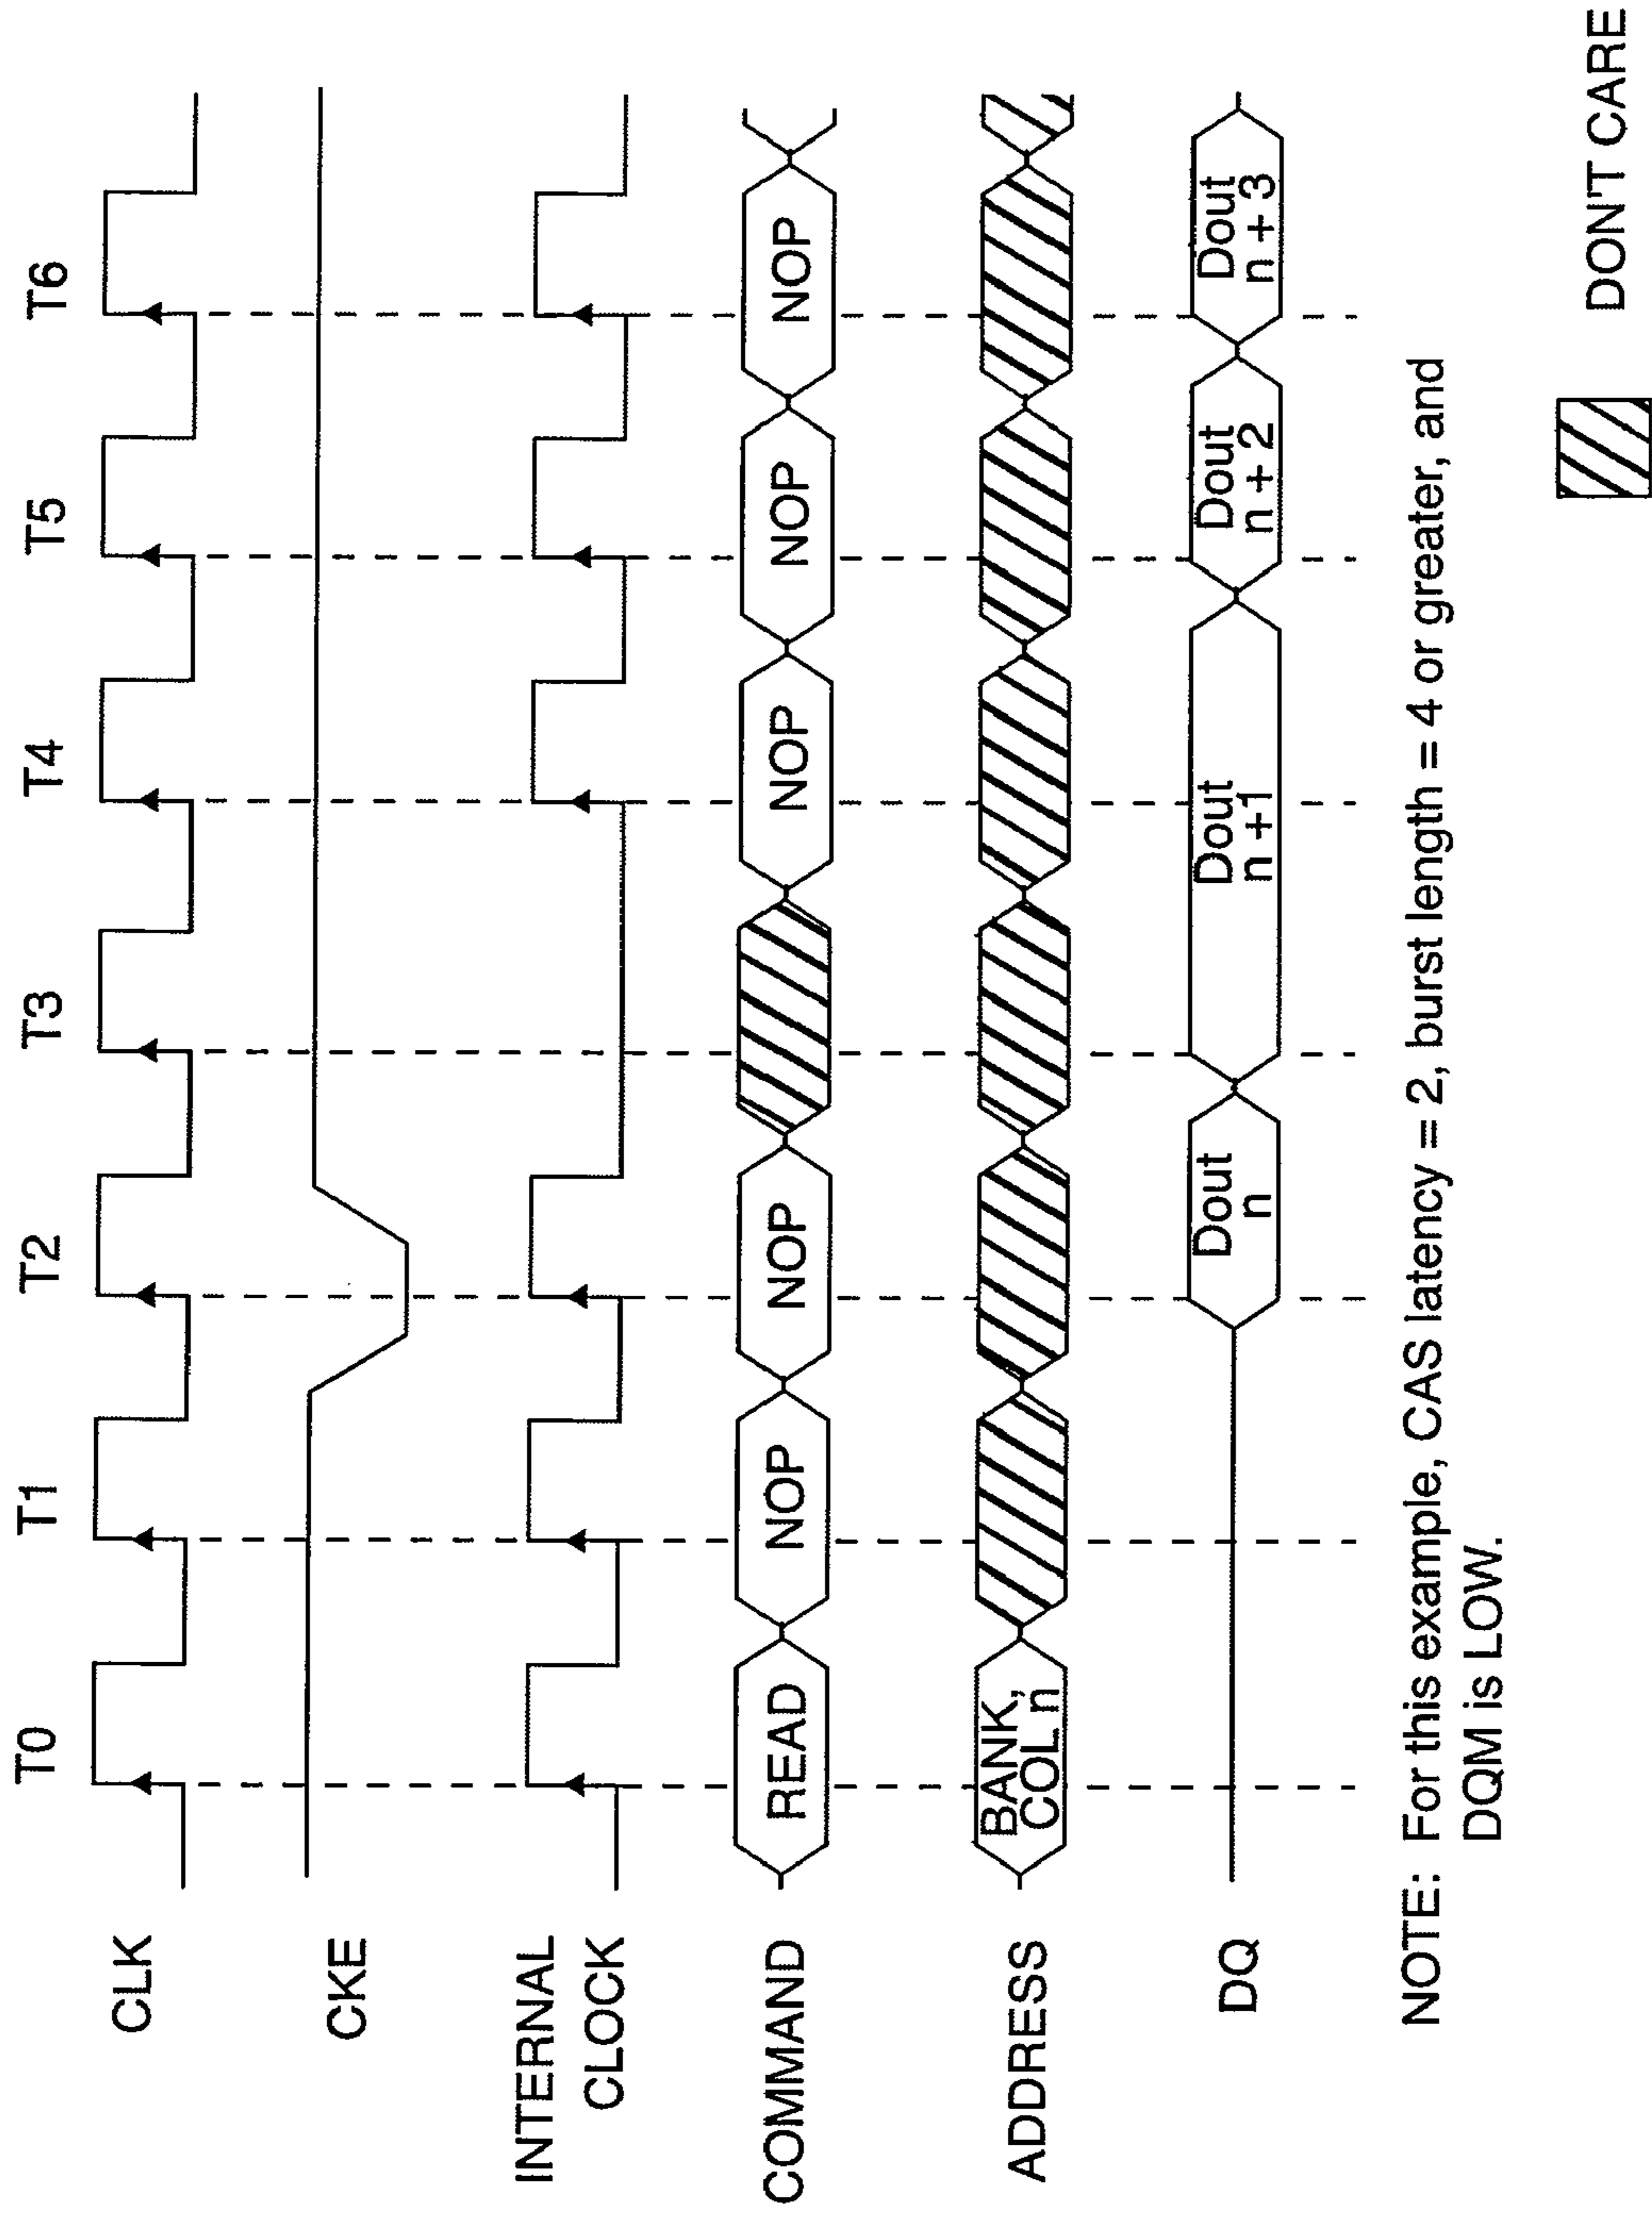 T0 T1 T2 T3 T4 T5 T6
CLK
CKE
INTERNAL
CLOCK
COMMAND READ NOP NOP NOP NOP NOP
ADDRESS BANK,
COL n
DQ Dout
n Dout
n +1 Dout
n + 2 Dout
n + 3
NOTE: For this example, CAS latency = 2, burst length = 4 or greater, and
DQM is LOW.
DON'T CARE